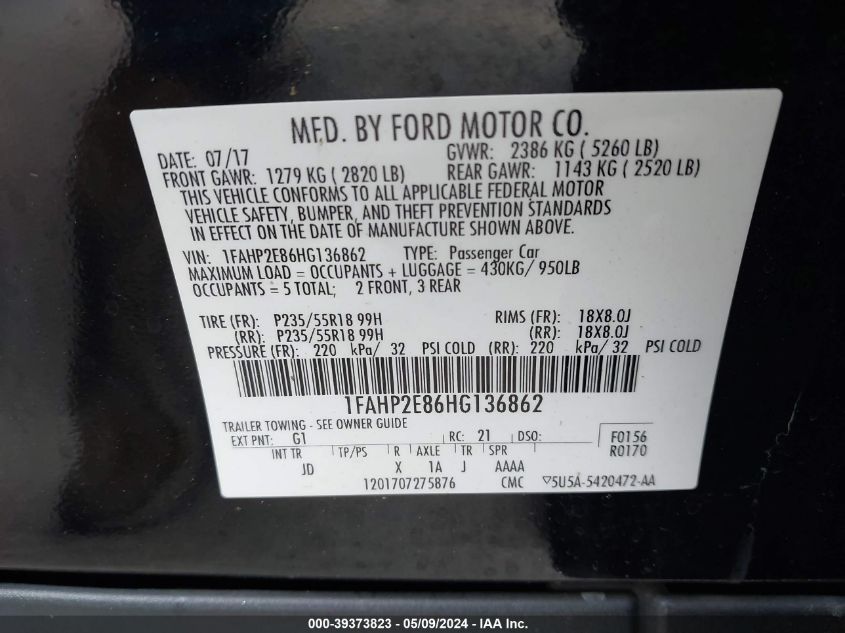 MFD. BY FORD MOTOR CO.
DATE: 07/17 GVWR: 2386 KG ( 5260 LB)
FRONT GAWR: 1279 KG ( 2820 LB) REAR GAWR: 1143 KG ( 2520 LB)
THIS VEHICLE CONFORMS TO ALL APPLICABLE FEDERAL MOTOR
VEHICLE SAFETY, BUMPER, AND THEFT PREVENTION STANDARDS
IN EFFECT ON THE DATE OF MANUFACTURE SHOWN ABOVE.
VIN: 1FAHP2E86HG136862 TYPE: Passenger Car
MAXIMUM LOAD = OCCUPANTS + LUGGAGE = 430KG/ 950LB
OCCUPANTS = 5 TOTAL; 2 FRONT, 3 REAR
TIRE (FR): P235/55R18 99H RIMS (FR): 18X8.0J
(RR): P235/55R18 99H (RR): 18X8.0J
PRESSURE (FR): 220 kPa/ 32 PSI COLD (RR): 220 kPa/ 32 PSI COLD
1FAHP2E86HG136862
TRAILER TOWING - SEE OWNER GUIDE
EXT PNT: G1 RC: 21 DSO: F0156
INT TR TP/PS R AXLE TR SPR R0170
JD X 1A J AAAA
1201707275876 CMC ▽5U5A-5420472-AA
000-39373823 - 05/09/2024 - IAA Inc.